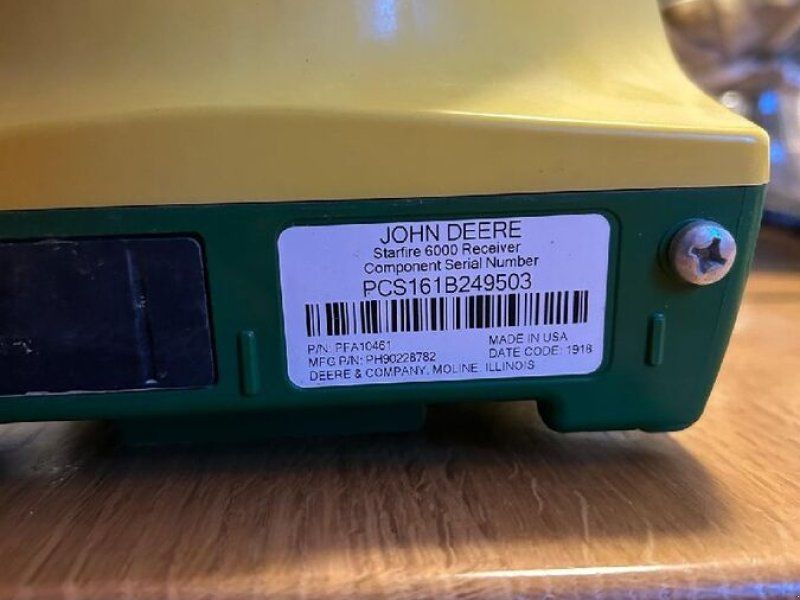 JOHN DEERE
Starfire 6000 Receiver
Component Serial Number
PCS161B249503
P/N: PFA10461
MADE IN USA
MFG P/N: PH90228782
DATE CODE: 1918
DEERE & COMPANY, MOLINE, ILLINOIS